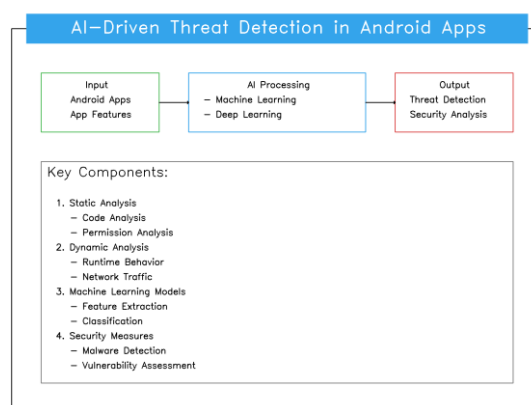 AI-Driven Threat Detection in Android Apps
Input
Android Apps
App Features
AI Processing
- Machine Learning
- Deep Learning
Output
Threat Detection
Security Analysis
Key Components:
1. Static Analysis
- Code Analysis
- Permission Analysis
2. Dynamic Analysis
- Runtime Behavior
- Network Traffic
3. Machine Learning Models
- Feature Extraction
- Classification
4. Security Measures
- Malware Detection
- Vulnerability Assessment